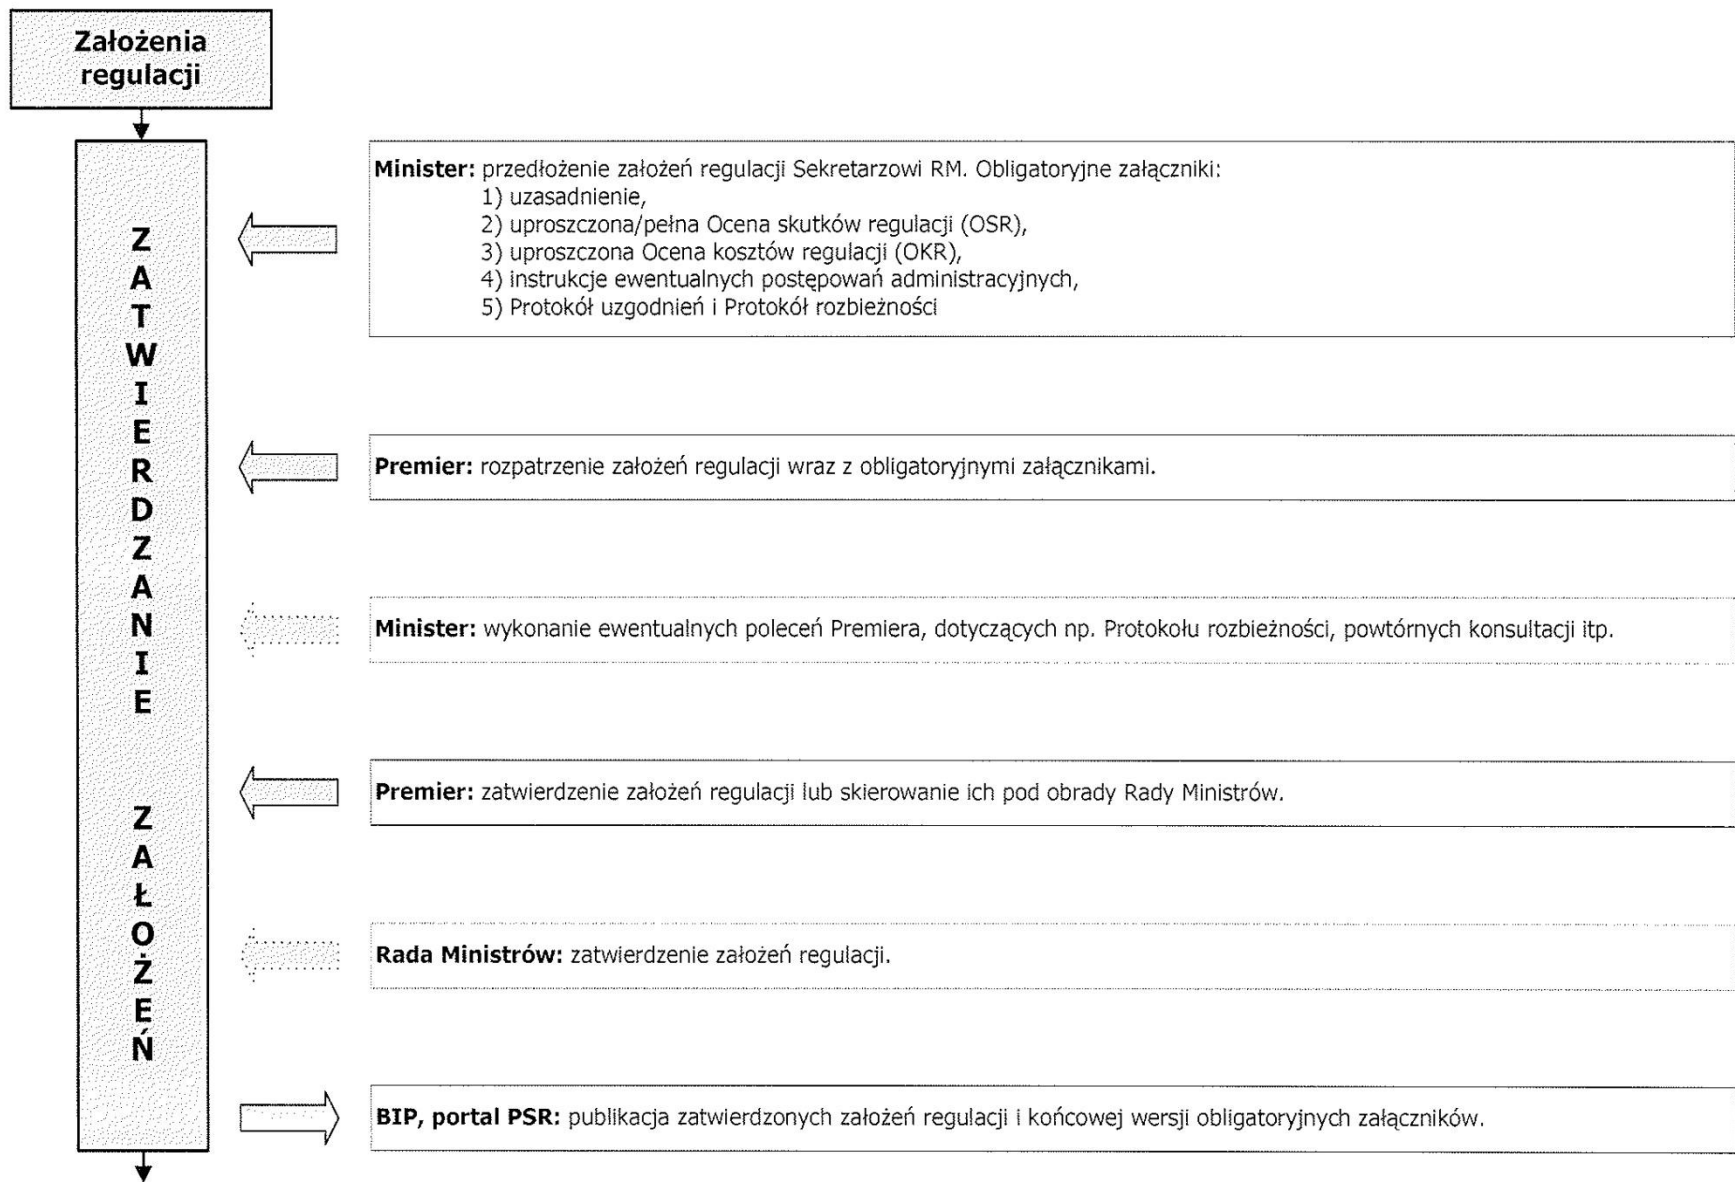 Założenia
regulacji
ZATWIERDZANIE ZAŁOŻEŃ
Minister: przedłożenie założeń regulacji Sekretarzowi RM. Obligatoryjne załączniki:
1) uzasadnienie,
2) uproszczona/pełna Ocena skutków regulacji (OSR),
3) uproszczona Ocena kosztów regulacji (OKR),
4) instrukcje ewentualnych postępowań administracyjnych,
5) Protokół uzgodnień i Protokół rozbieżności
Premier: rozpatrzenie założeń regulacji wraz z obligatoryjnymi załącznikami.
Minister: wykonanie ewentualnych poleceń Premiera, dotyczących np. Protokołu rozbieżności, powtórnych konsultacji itp.
Premier: zatwierdzenie założeń regulacji lub skierowanie ich pod obrady Rady Ministrów.
Rada Ministrów: zatwierdzenie założeń regulacji.
BIP, portal PSR: publikacja zatwierdzonych założeń regulacji i końcowej wersji obligatoryjnych załączników.